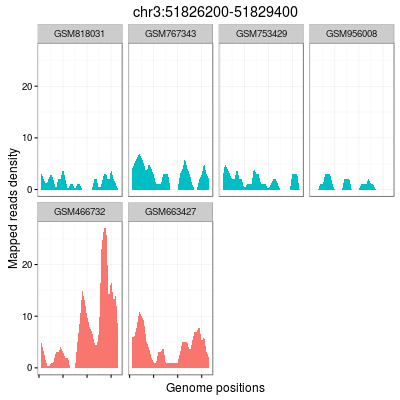 chr3:51826200-51829400
GSM818031 GSM767343 GSM753429 GSM956008
20
10
0
GSM466732 GSM663427
20
10
0
Mapped reads density
Genome positions